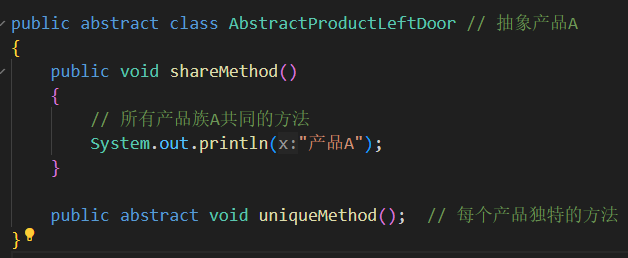 public abstract class AbstractProductLeftDoor // 抽象产品A
{
    public void shareMethod()
    {
        // 所有产品族A共同的方法
        System.out.println(x:"产品A");
    }

    public abstract void uniqueMethod();  // 每个产品独特的方法
}